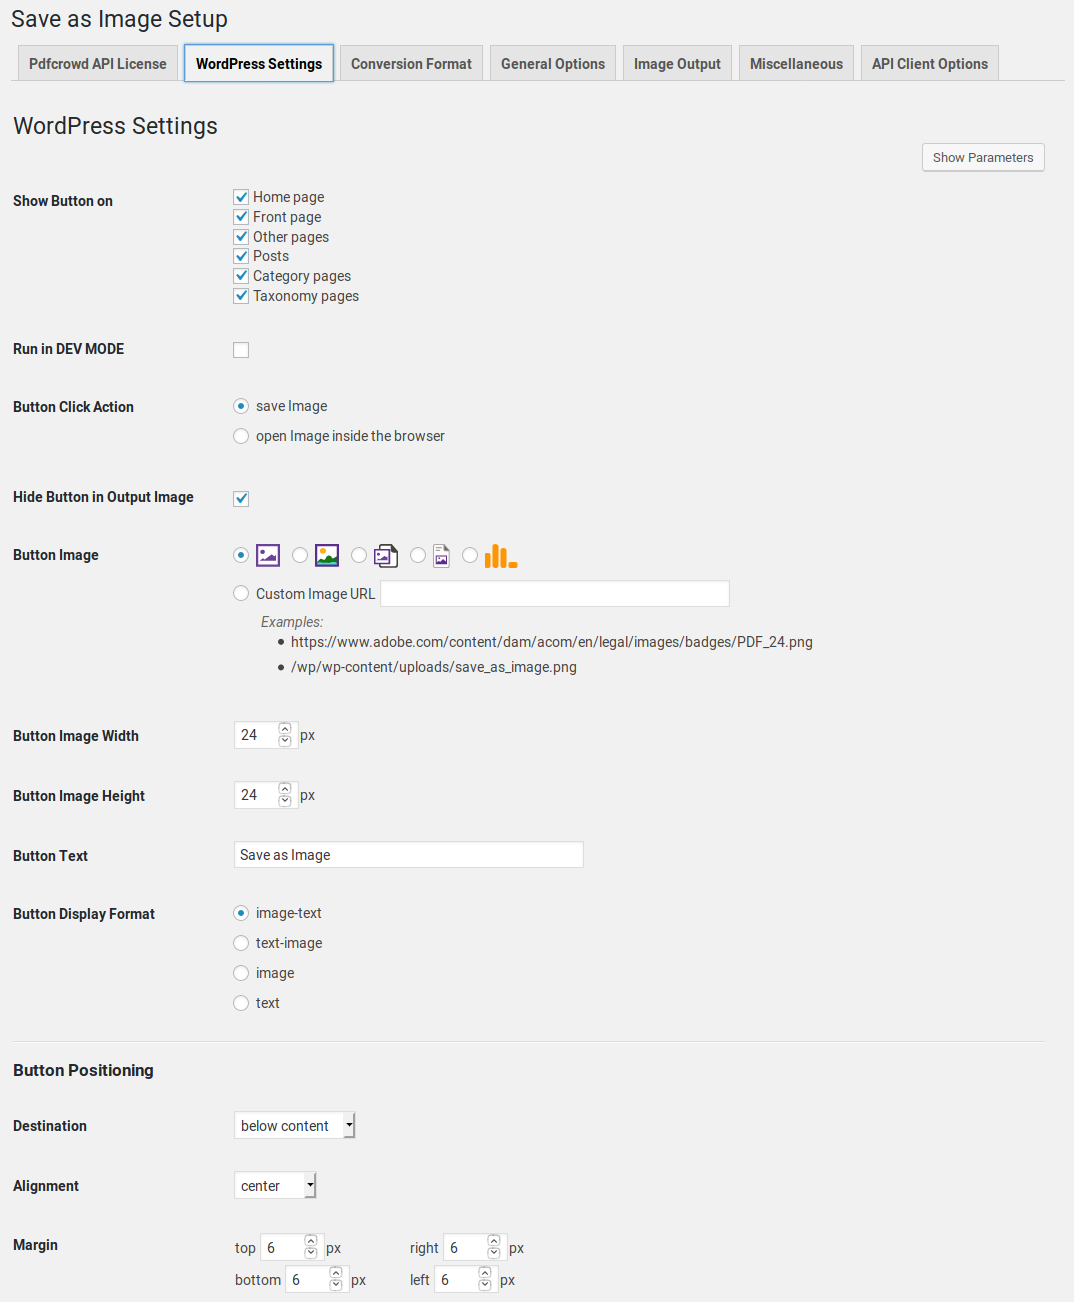 Save as Image Setup
Pdfcrowd API License WordPress Settings Conversion Format General Options Image Output Miscellaneous API Client Options
WordPress Settings
Show Parameters
Show Button on
Home page
Front page
Other pages
Posts
Category pages
Taxonomy pages
Run in DEV MODE
Button Click Action
save Image
open Image inside the browser
Hide Button in Output Image
Button Image
Custom Image URL
Examples:
• https://www.adobe.com/content/dam/acom/en/legal/images/badges/PDF_24.png
• /wp/wp-content/uploads/save_as_image.png
Button Image Width 24 px
Button Image Height 24 px
Button Text Save as Image
Button Display Format
image-text
text-image
image
text
Button Positioning
Destination below content
Alignment center
Margin
top 6 px right 6 px
bottom 6 px left 6 px